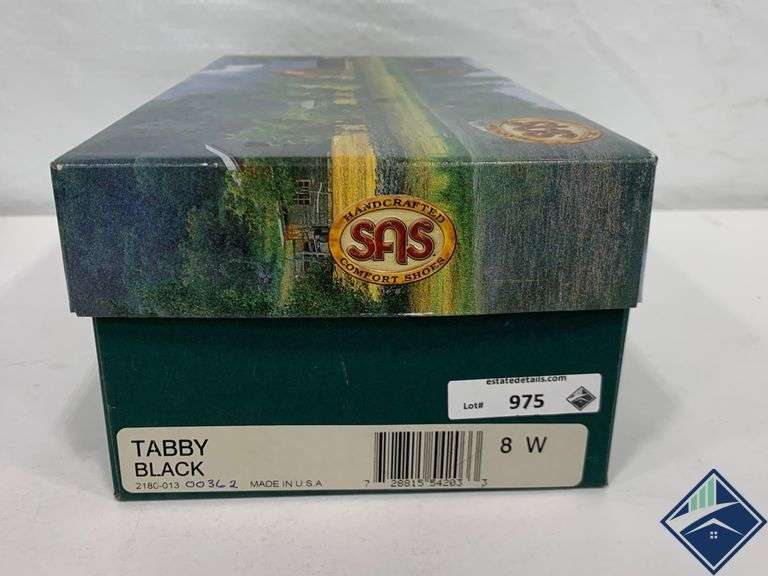 SAS
HANDCRAFTED
SAS
COMFORT SHOES
estatedetails.com
Lot# 975
TABBY
BLACK
2180-013 00362 MADE IN U.S.A
7 28815 54203 3
8 W